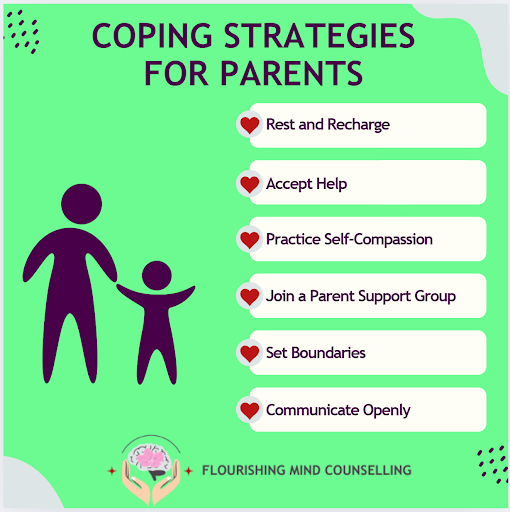 COPING STRATEGIES
FOR PARENTS
Rest and Recharge
Accept Help
Practice Self-Compassion
Join a Parent Support Group
Set Boundaries
Communicate Openly
FLOURISHING MIND COUNSELLING